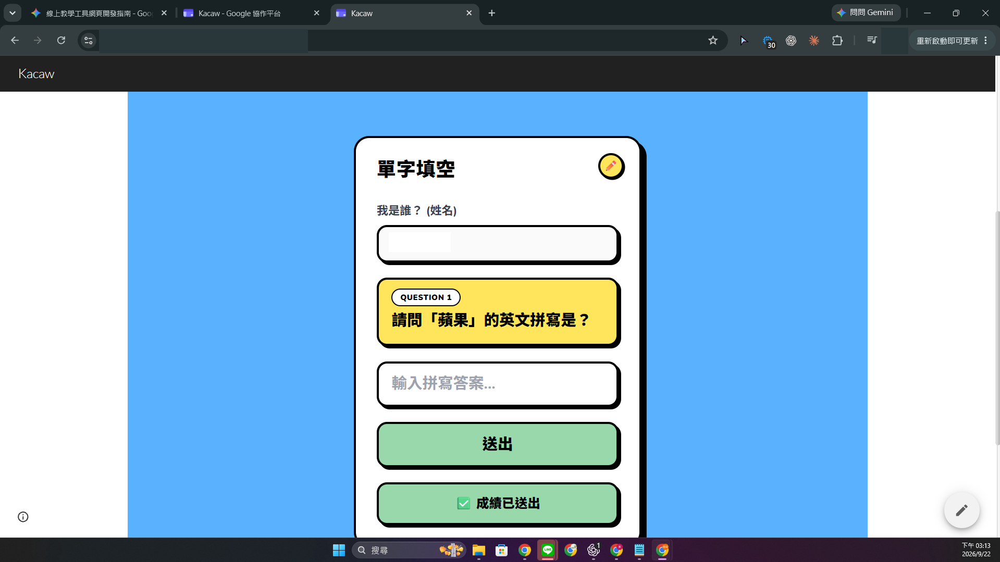 線上教學工具網頁開發指南 - Goo
Kacaw - Google 協作平台
Kacaw
問問 Gemini
30
重新啟動即可更新
Kacaw
單字填空
我是誰？ (姓名)
QUESTION 1
請問「蘋果」的英文拼寫是？
輸入拼寫答案...
送出
✅ 成績已送出
搜尋
LINE
1
下午 03:13
2026/9/22